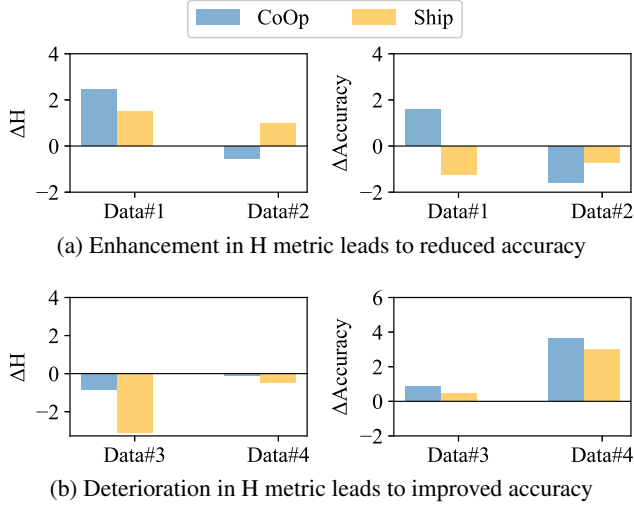 CoOp Ship
4
2
0
−2
ΔH
Data#1 Data#2
4
2
0
−2
ΔAccuracy
Data#1 Data#2
(a) Enhancement in H metric leads to reduced accuracy
4
2
0
−2
ΔH
Data#3 Data#4
6
4
2
0
−2
ΔAccuracy
Data#3 Data#4
(b) Deterioration in H metric leads to improved accuracy